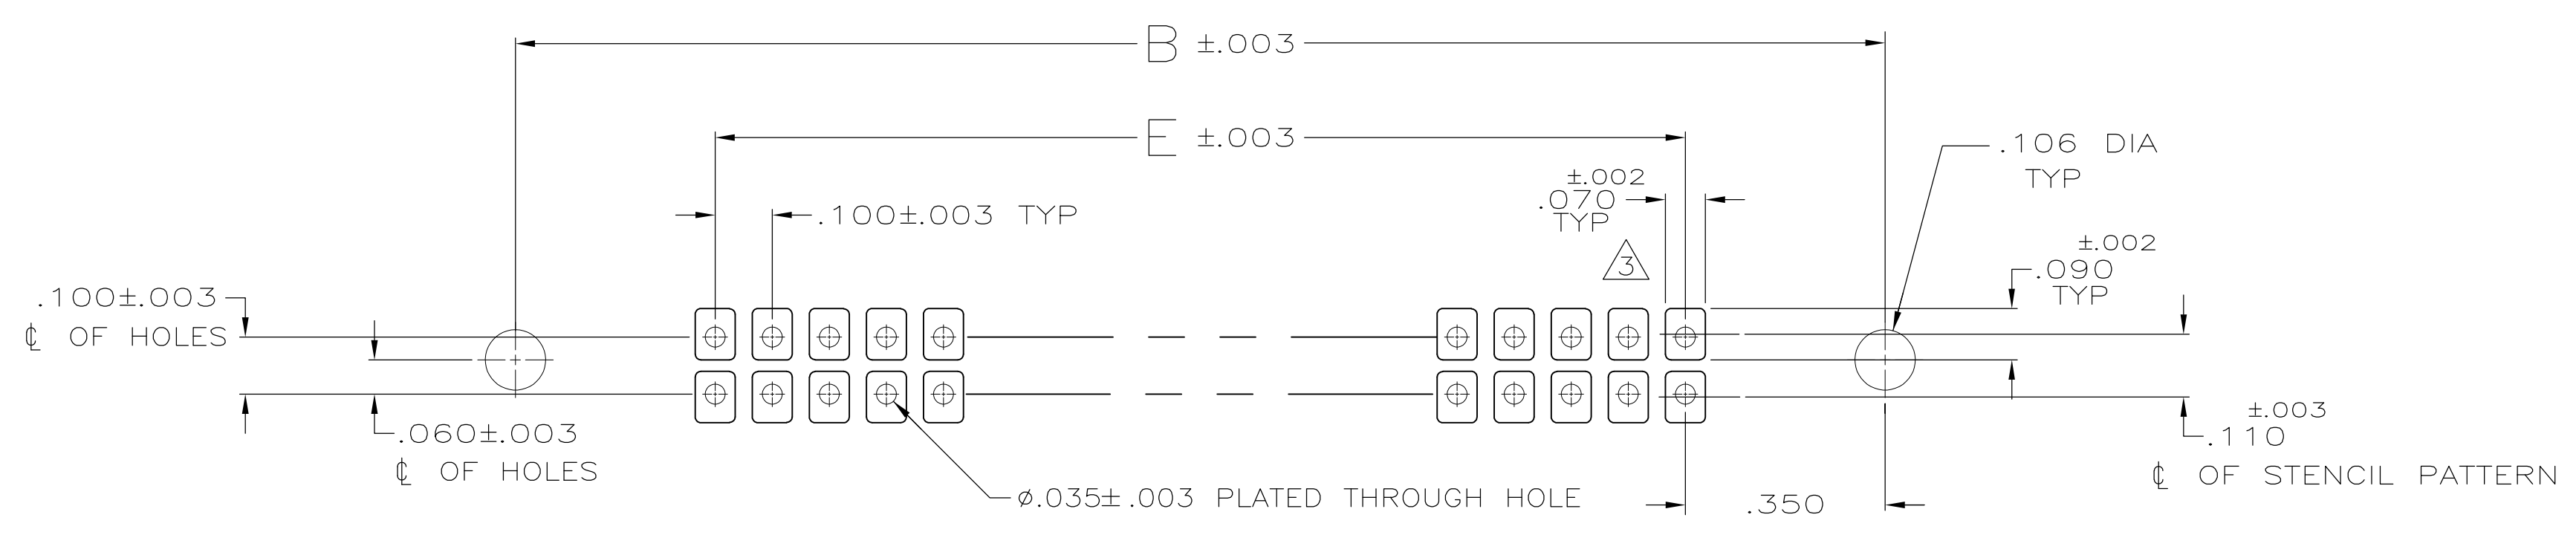 B ±.003
E ±.003
.106 DIA
TYP
±.002
.070
TYP
.100±.003 TYP
3
±.002
.090
TYP
.100±.003
℄ OF HOLES
±.003
.110
℄ OF STENCIL PATTERN
.060±.003
℄ OF HOLES
⌀.035±.003 PLATED THROUGH HOLE
.350